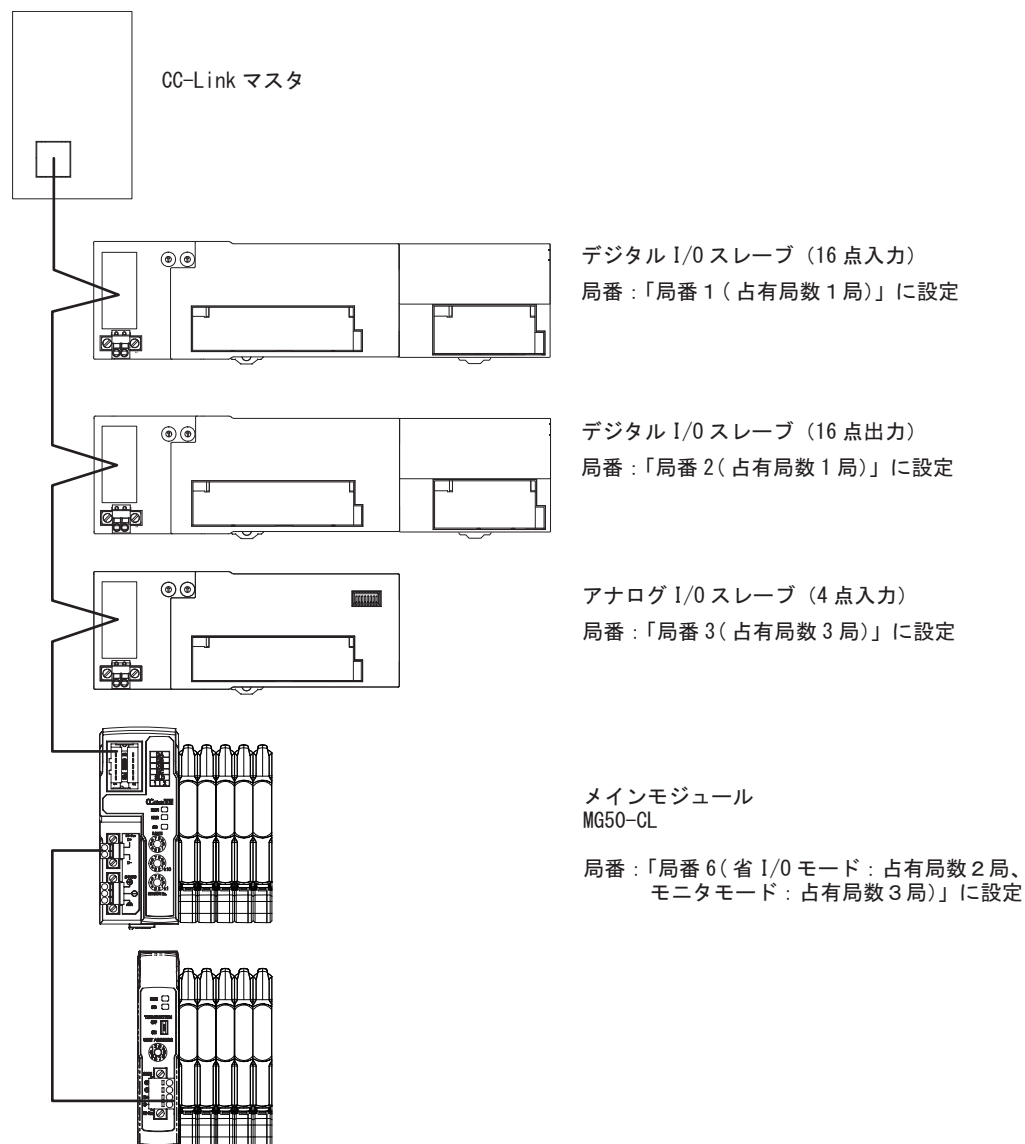 CC-Link マスタ
デジタル I/O スレーブ (16 点入力)
局番:「局番 1 ( 占有局数 1 局)」に設定
デジタル I/O スレーブ (16 点出力)
局番:「局番 2( 占有局数 1 局)」に設定
アナログ I/O スレーブ (4 点入力)
局番:「局番 3( 占有局数 3 局)」に設定
メインモジュール
MG50-CL
局番:「局番 6( 省 I/O モード : 占有局数２局、
モニタモード : 占有局数３局)」に設定